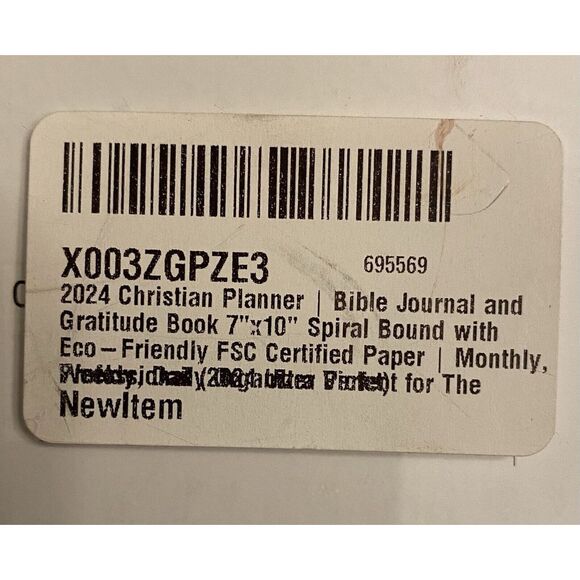 X003ZGPZE3 695569
2024 Christian Planner | Bible Journal and
Gratitude Book 7"x10" Spiral Bound with
Eco-Friendly FSC Certified Paper | Monthly,
for The
NewItem